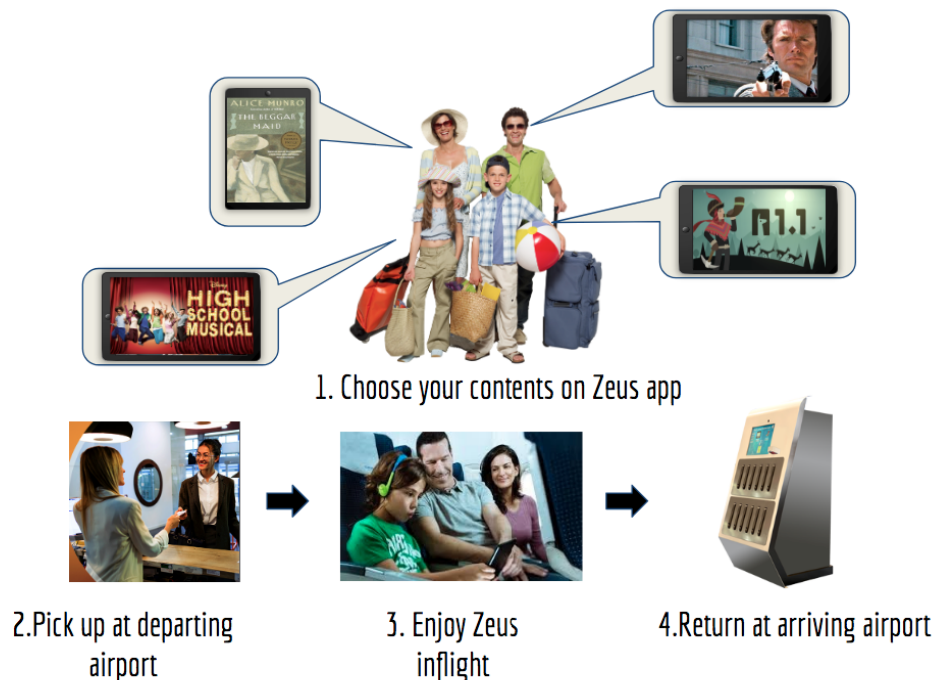 ALICE MUNRO
THE BEGGAR
MAID
Disney
HIGH
SCHOOL
MUSICAL
1. Choose your contents on Zeus app
2.Pick up at departing
airport
3. Enjoy Zeus
inflight
4.Return at arriving airport